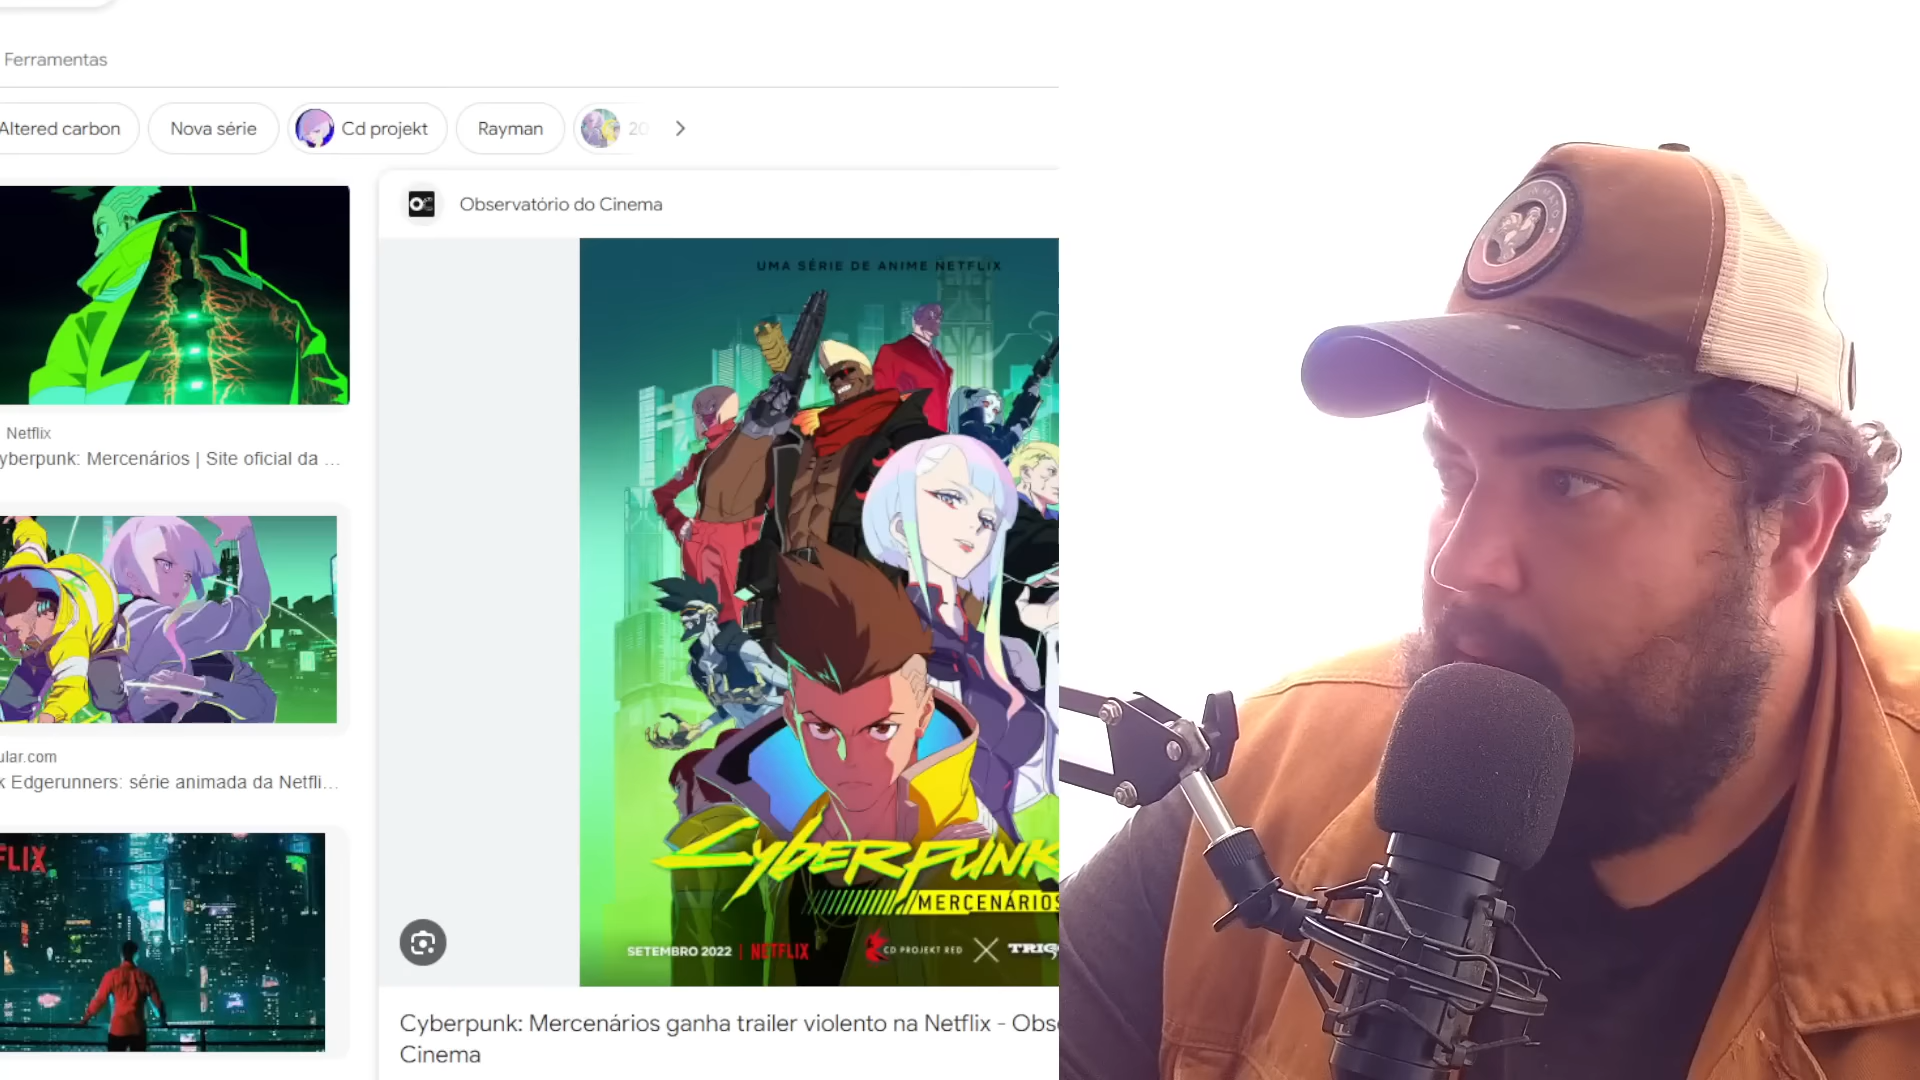 Ferramentas
Altered carbon
Nova série
Cd projekt
Rayman
20
Observatório do Cinema
UMA SÉRIE DE ANIME NETFLIX
Netflix
yberpunk: Mercenários | Site oficial da ...
ular.com
k Edgerunners: série animada da Netfli...
FLIX
CYBERPUNK
MERCENÁRIOS
SETEMBRO 2022 | NETFLIX
CD PROJEKT RED
TRIG
Cyberpunk: Mercenários ganha trailer violento na Netflix - Obs
Cinema